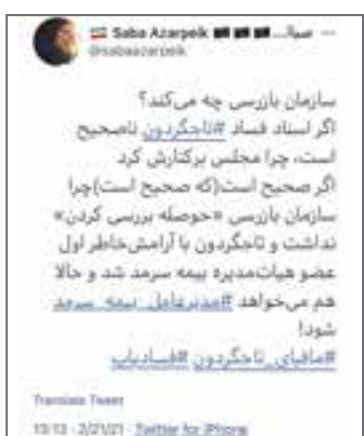 Saba Azarpeik صبا...
@sabaazarpeik
سازمان بازرسی چه می‌کند؟
اگر اسناد فساد #تاجگردون ناصحیح
است، چرا مجلس برکنارش کرد
اگر صحیح است(که صحیح است)چرا
سازمان بازرسی «حوصله بررسی کردن»
نداشت و تاجگردون با آرامش‌خاطر اول
عضو هیات‌مدیره بیمه سرمد شد و حالا
هم می‌خواهد #مدیرعامل_بیمه_سرمد
شود!
#مافیای_تاجگردون #فسادیاب
Translate Tweet
13:13 · 2/21/21 · Twitter for iPhone